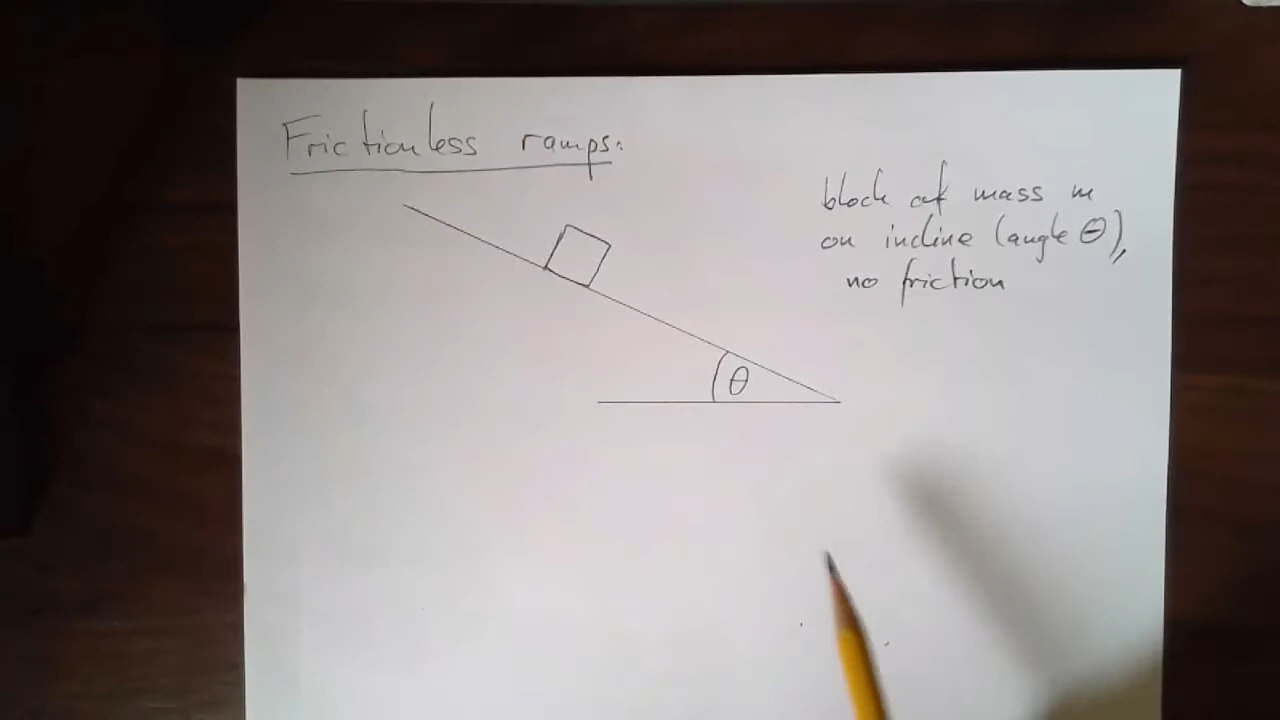 Frictionless ramps:
block of mass m
on incline (angle θ),
no friction
θ